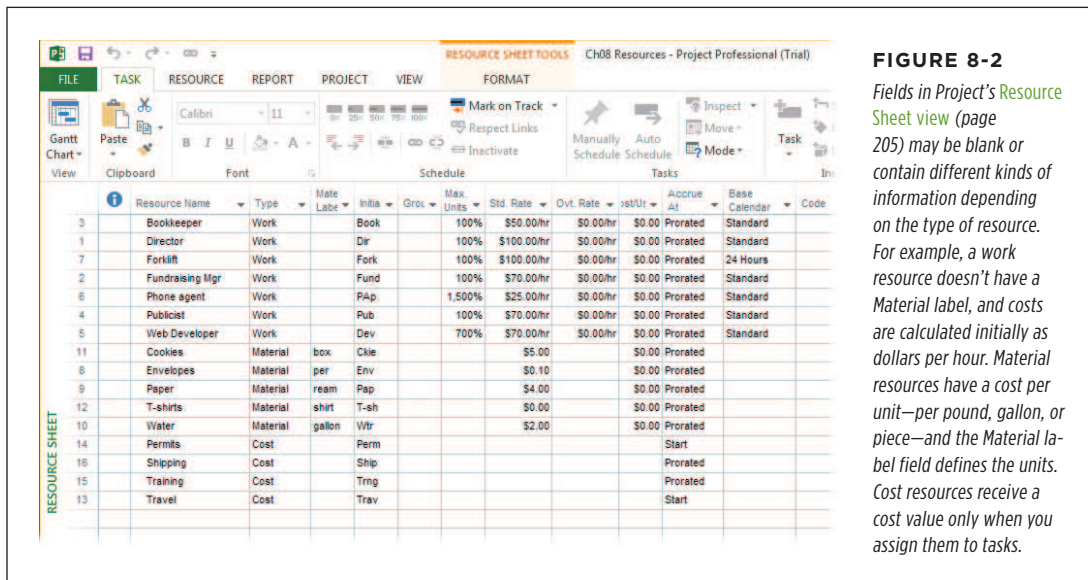 RESOURCE SHEET TOOLS Ch08 Resources - Project Professional (Trial)
FILE TASK RESOURCE REPORT PROJECT VIEW FORMAT
Gantt Chart
View
Paste
Clipboard
Calibri 11
B I U A
Font
0% 25% 50% 75% 100%
Mark on Track
Respect Links
Inactivate
Schedule
Manually Schedule
Auto Schedule
Inspect
Move
Mode
Tasks
Task
In
Resource Name Type Mate Labe Initia Grou Max. Units Std. Rate Ovt. Rate ost/Us Accrue At Base Calendar Code
3 Bookkeeper Work Book 100% $50.00/hr $0.00/hr $0.00 Prorated Standard
1 Director Work Dir 100% $100.00/hr $0.00/hr $0.00 Prorated Standard
7 Forklift Work Fork 100% $100.00/hr $0.00/hr $0.00 Prorated 24 Hours
2 Fundraising Mgr Work Fund 100% $70.00/hr $0.00/hr $0.00 Prorated Standard
6 Phone agent Work PAp 1,500% $25.00/hr $0.00/hr $0.00 Prorated Standard
4 Publicist Work Pub 100% $70.00/hr $0.00/hr $0.00 Prorated Standard
5 Web Developer Work Dev 700% $70.00/hr $0.00/hr $0.00 Prorated Standard
11 Cookies Material box Ckie $5.00 $0.00 Prorated
8 Envelopes Material per Env $0.10 $0.00 Prorated
9 Paper Material ream Pap $4.00 $0.00 Prorated
12 T-shirts Material shirt T-sh $0.00 $0.00 Prorated
10 Water Material gallon Wtr $2.00 $0.00 Prorated
14 Permits Cost Perm Start
16 Shipping Cost Ship Prorated
15 Training Cost Trng Prorated
13 Travel Cost Trav Start
RESOURCE SHEET
FIGURE 8-2
Fields in Project's Resource
Sheet view (page
205) may be blank or
contain different kinds of
information depending
on the type of resource.
For example, a work
resource doesn't have a
Material label, and costs
are calculated initially as
dollars per hour. Material
resources have a cost per
unit—per pound, gallon, or
piece—and the Material la-
bel field defines the units.
Cost resources receive a
cost value only when you
assign them to tasks.